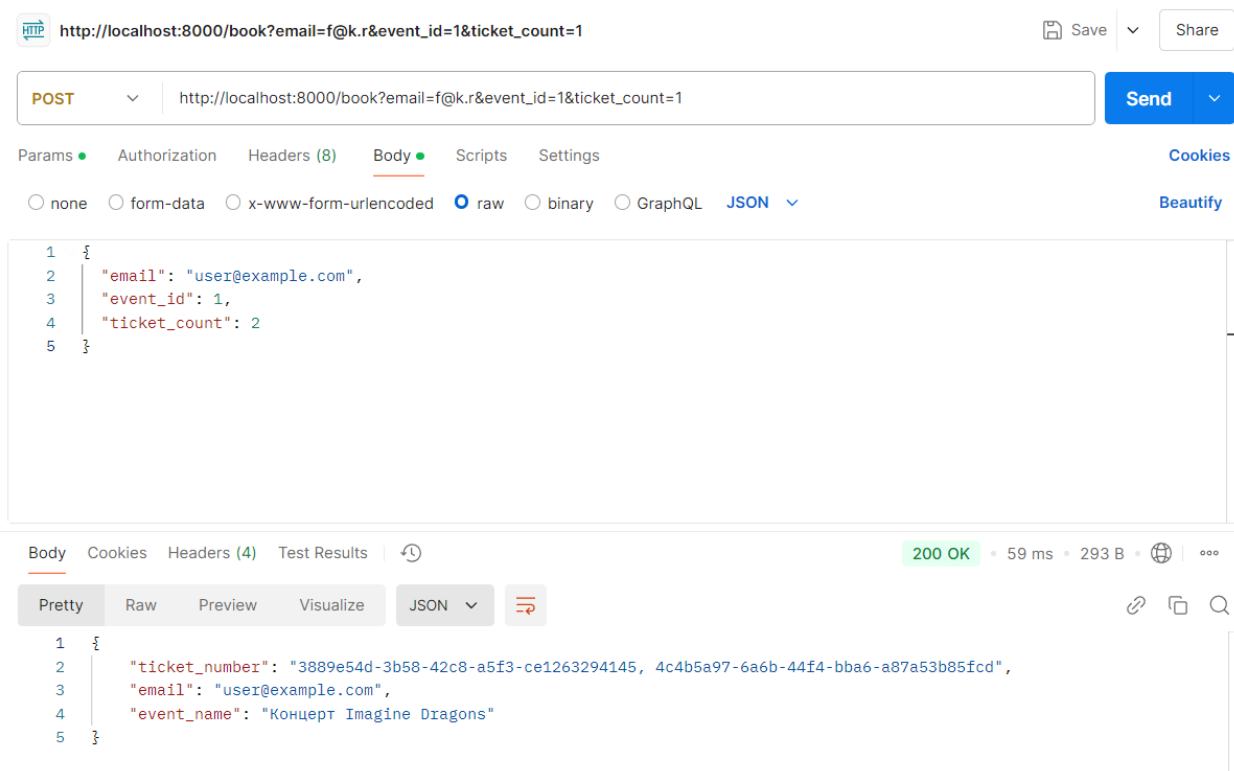 HTTP http://localhost:8000/book?email=f@k.r&event_id=1&ticket_count=1 Save Share
POST http://localhost:8000/book?email=f@k.r&event_id=1&ticket_count=1 Send
Params Authorization Headers (8) Body Scripts Settings Cookies
none form-data x-www-form-urlencoded raw binary GraphQL JSON Beautify
1 {
2 "email": "user@example.com",
3 "event_id": 1,
4 "ticket_count": 2
5 }
Body Cookies Headers (4) Test Results 200 OK 59 ms 293 B
Pretty Raw Preview Visualize JSON
1 {
2 "ticket_number": "3889e54d-3b58-42c8-a5f3-ce1263294145, 4c4b5a97-6a6b-44f4-bba6-a87a53b85fcd",
3 "email": "user@example.com",
4 "event_name": "Концерт Imagine Dragons"
5 }